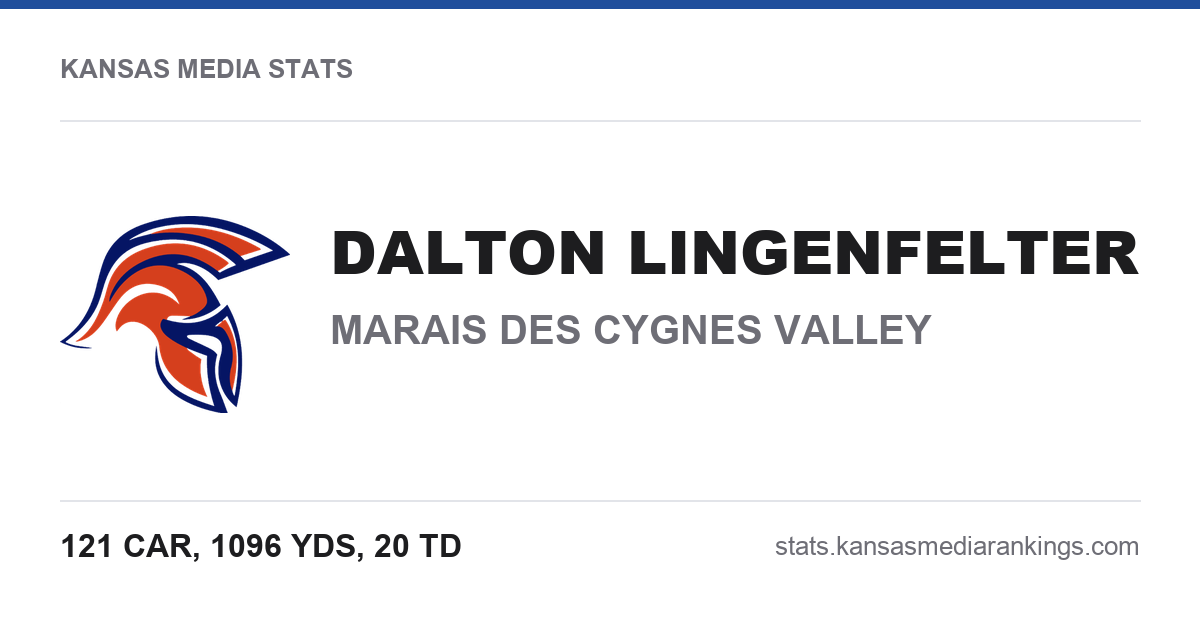 KANSAS MEDIA STATS
DALTON LINGENFELTER
MARAIS DES CYGNES VALLEY
121 CAR, 1096 YDS, 20 TD
stats.kansasmediarankings.com